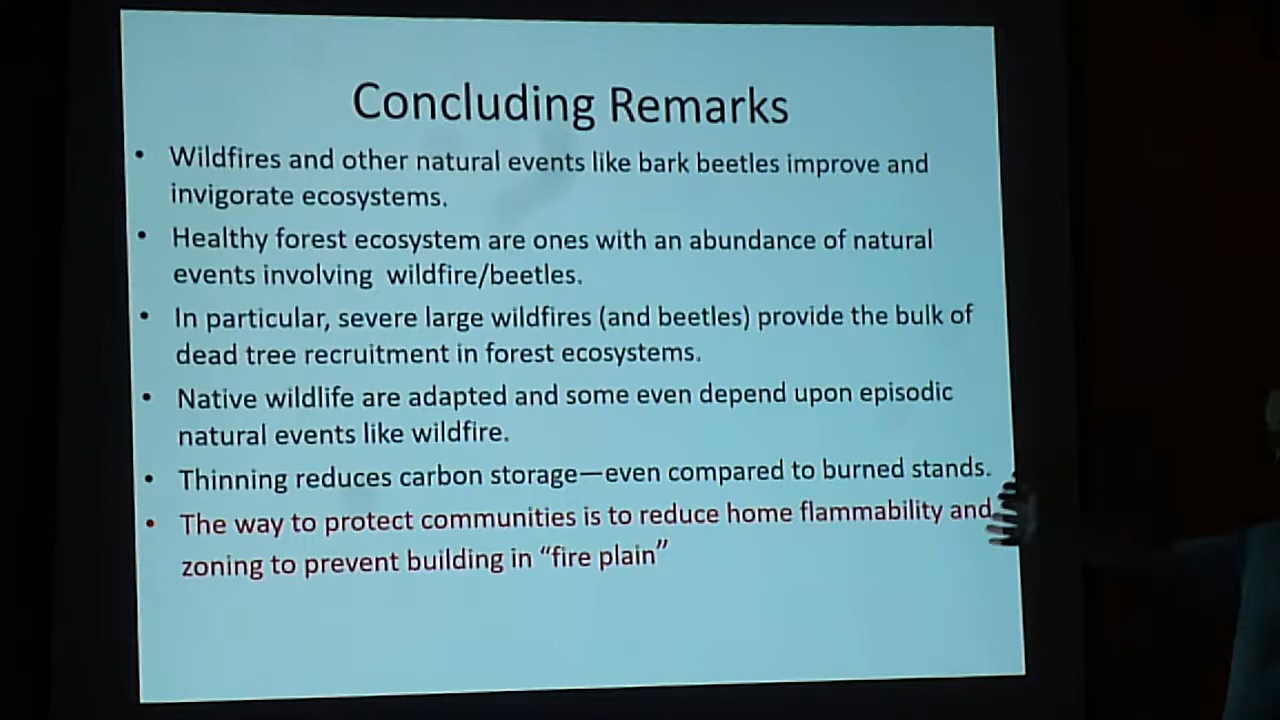 Concluding Remarks
• Wildfires and other natural events like bark beetles improve and
invigorate ecosystems.
• Healthy forest ecosystem are ones with an abundance of natural
events involving  wildfire/beetles.
• In particular, severe large wildfires (and beetles) provide the bulk of
dead tree recruitment in forest ecosystems.
• Native wildlife are adapted and some even depend upon episodic
natural events like wildfire.
• Thinning reduces carbon storage—even compared to burned stands.
• The way to protect communities is to reduce home flammability and
zoning to prevent building in “fire plain”